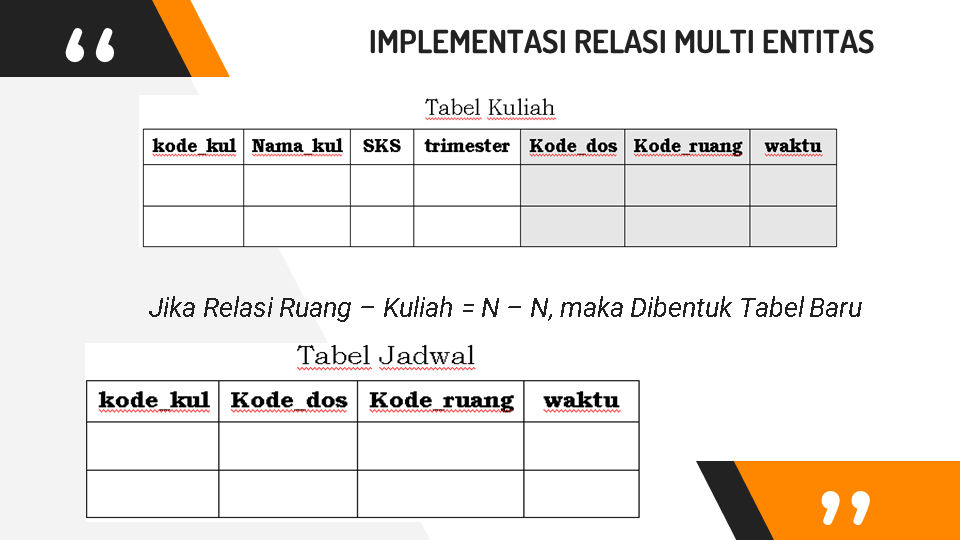 “
IMPLEMENTASI RELASI MULTI ENTITAS
Tabel Kuliah
kode_kul Nama_kul SKS trimester Kode_dos Kode_ruang waktu
Jika Relasi Ruang – Kuliah = N – N, maka Dibentuk Tabel Baru
Tabel Jadwal
kode_kul Kode_dos Kode_ruang waktu
”